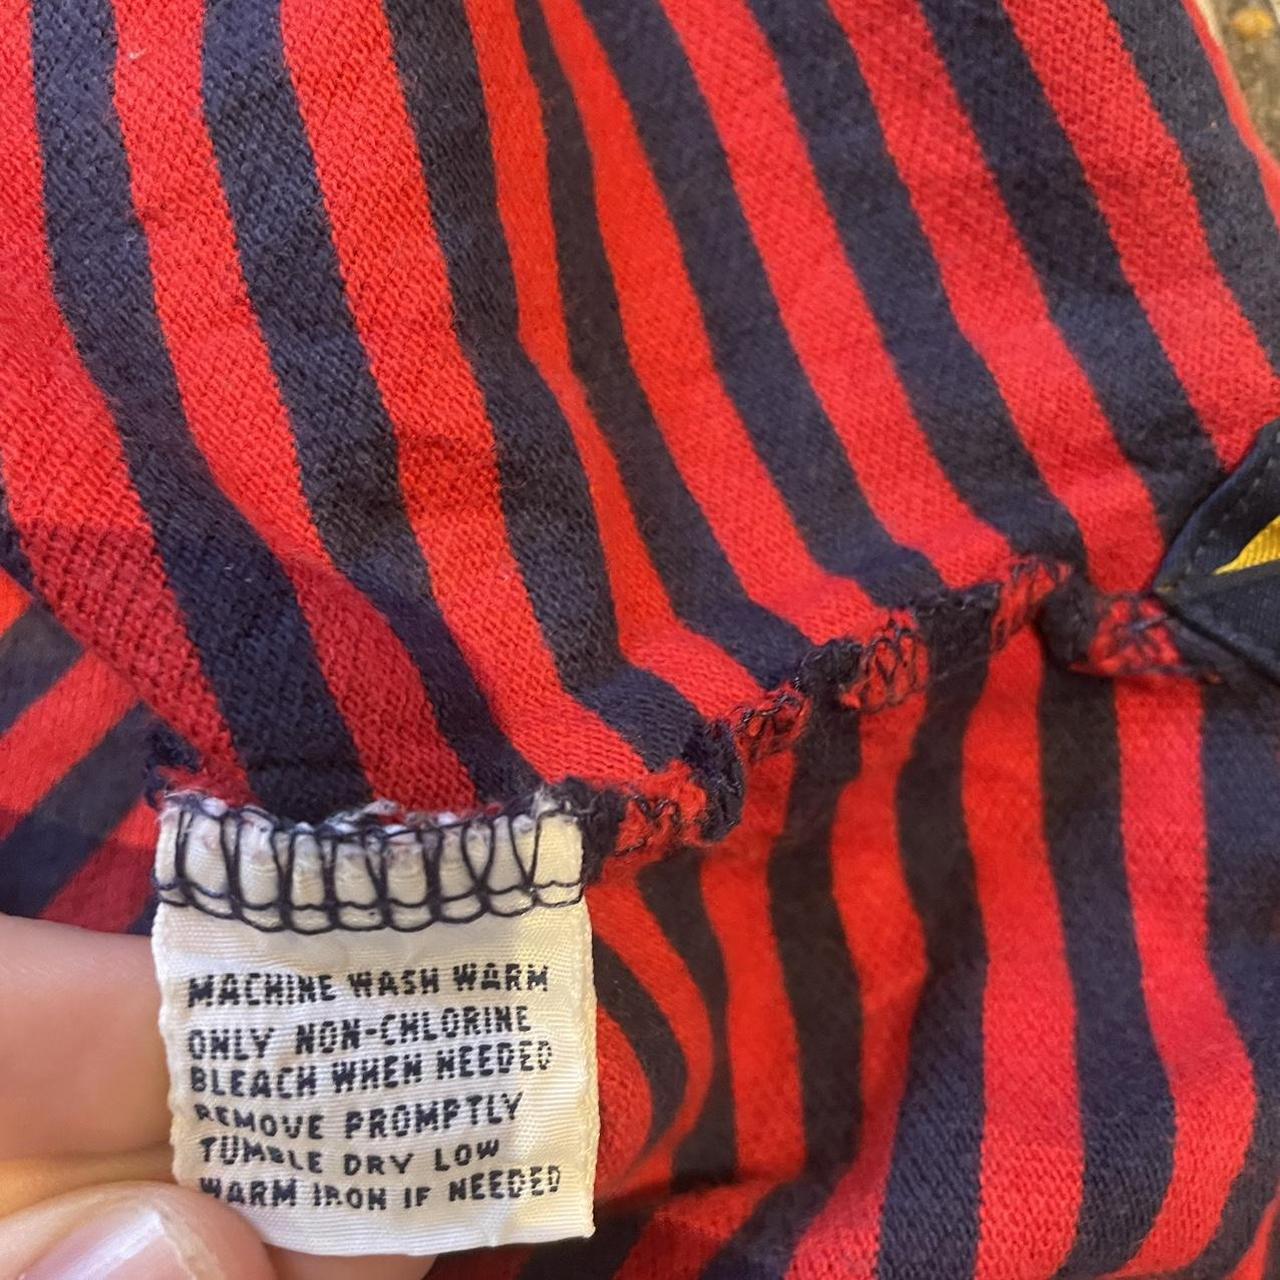 MACHINE WASH WARM
ONLY NON-CHLORINE
BLEACH WHEN NEEDED
REMOVE PROMPTLY
TUMBLE DRY LOW
WARM IRON IF NEEDED